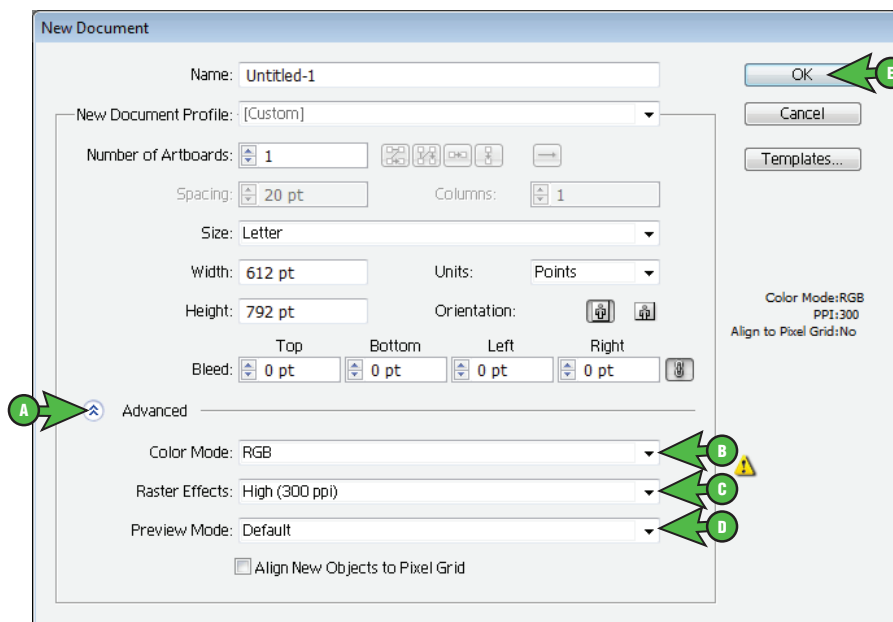 New Document
Name: Untitled-1
OK
E
New Document Profile: [Custom]
Cancel
Number of Artboards: 1
Templates...
Spacing: 20 pt Columns: 1
Size: Letter
Width: 612 pt Units: Points
Height: 792 pt Orientation:
Color Mode:RGB
PPI:300
Align to Pixel Grid:No
Top Bottom Left Right
Bleed: 0 pt 0 pt 0 pt 0 pt
A Advanced
Color Mode: RGB B
Raster Effects: High (300 ppi) C
Preview Mode: Default D
Align New Objects to Pixel Grid